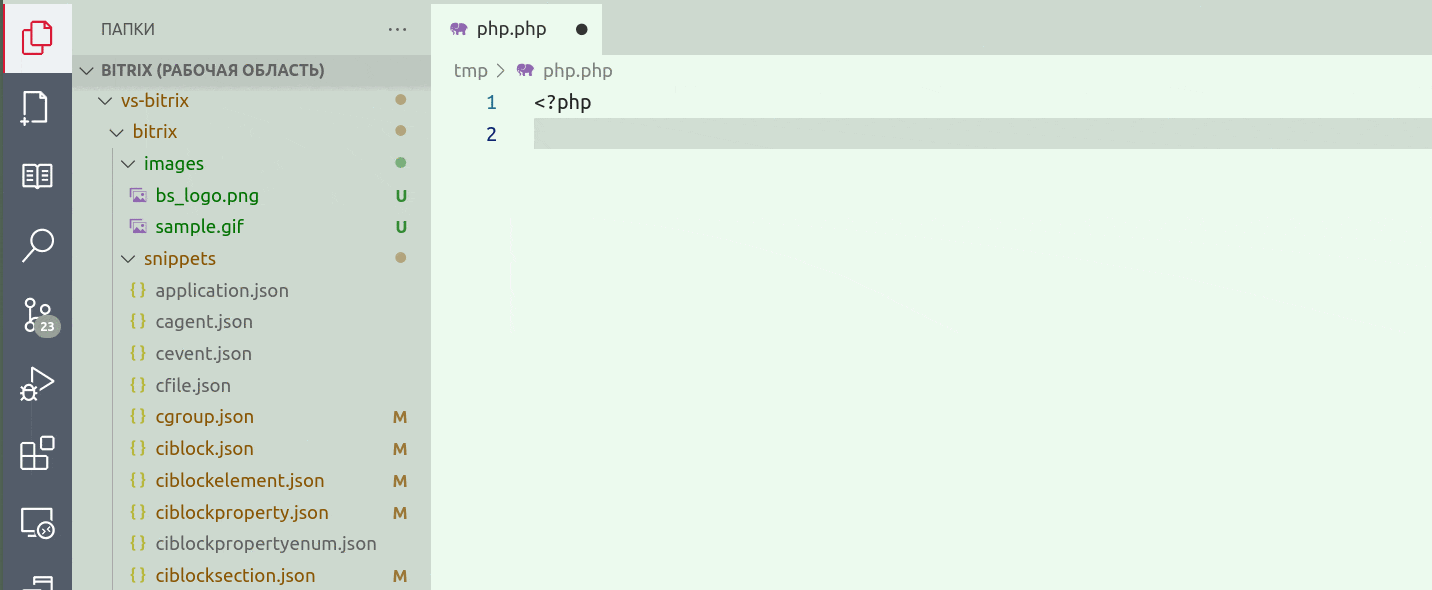 ПАПКИ ···
BITRIX (РАБОЧАЯ ОБЛАСТЬ)
vs-bitrix
bitrix
images
bs_logo.png U
sample.gif U
snippets
{} application.json
{} cagent.json
{} cevent.json
{} cfile.json
{} cgroup.json M
{} ciblock.json M
{} ciblockelement.json M
{} ciblockproperty.json M
{} ciblockpropertyenum.json
{} ciblocksection.json M
23
php.php
tmp > php.php
1 <?php
2